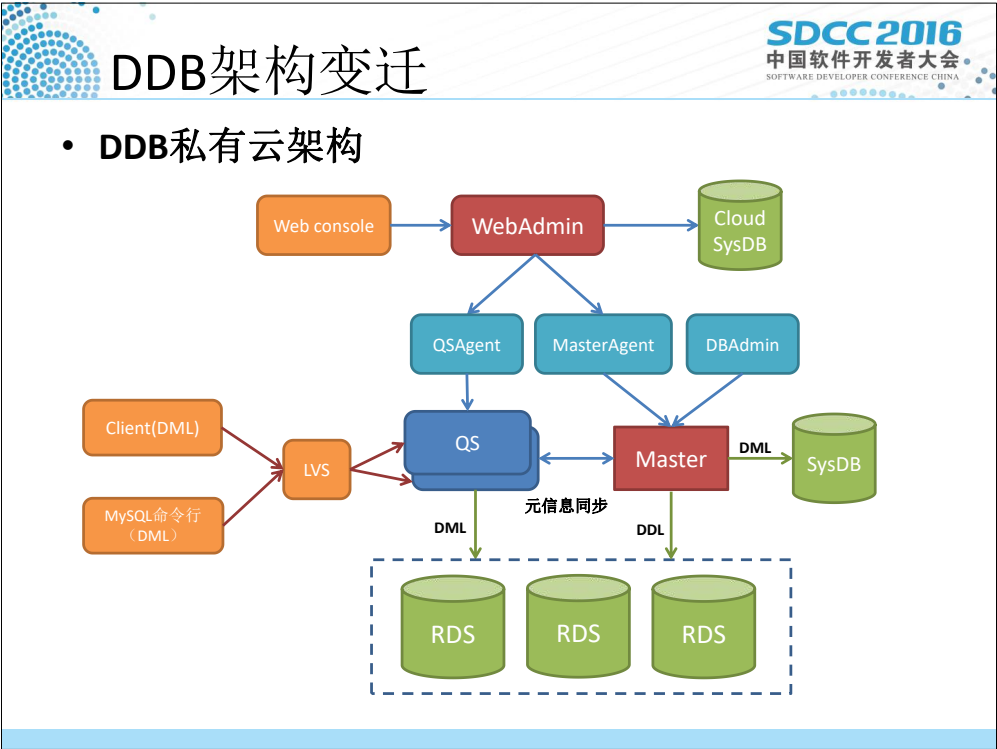 SDCC 2016
中国软件开发者大会
SOFTWARE DEVELOPER CONFERENCE CHINA
DDB架构变迁
• DDB私有云架构
Web console
WebAdmin
Cloud
SysDB
QSAgent
MasterAgent
DBAdmin
Client(DML)
LVS
QS
Master
DML
SysDB
MySQL命令行
（DML）
元信息同步
DML
DDL
RDS
RDS
RDS